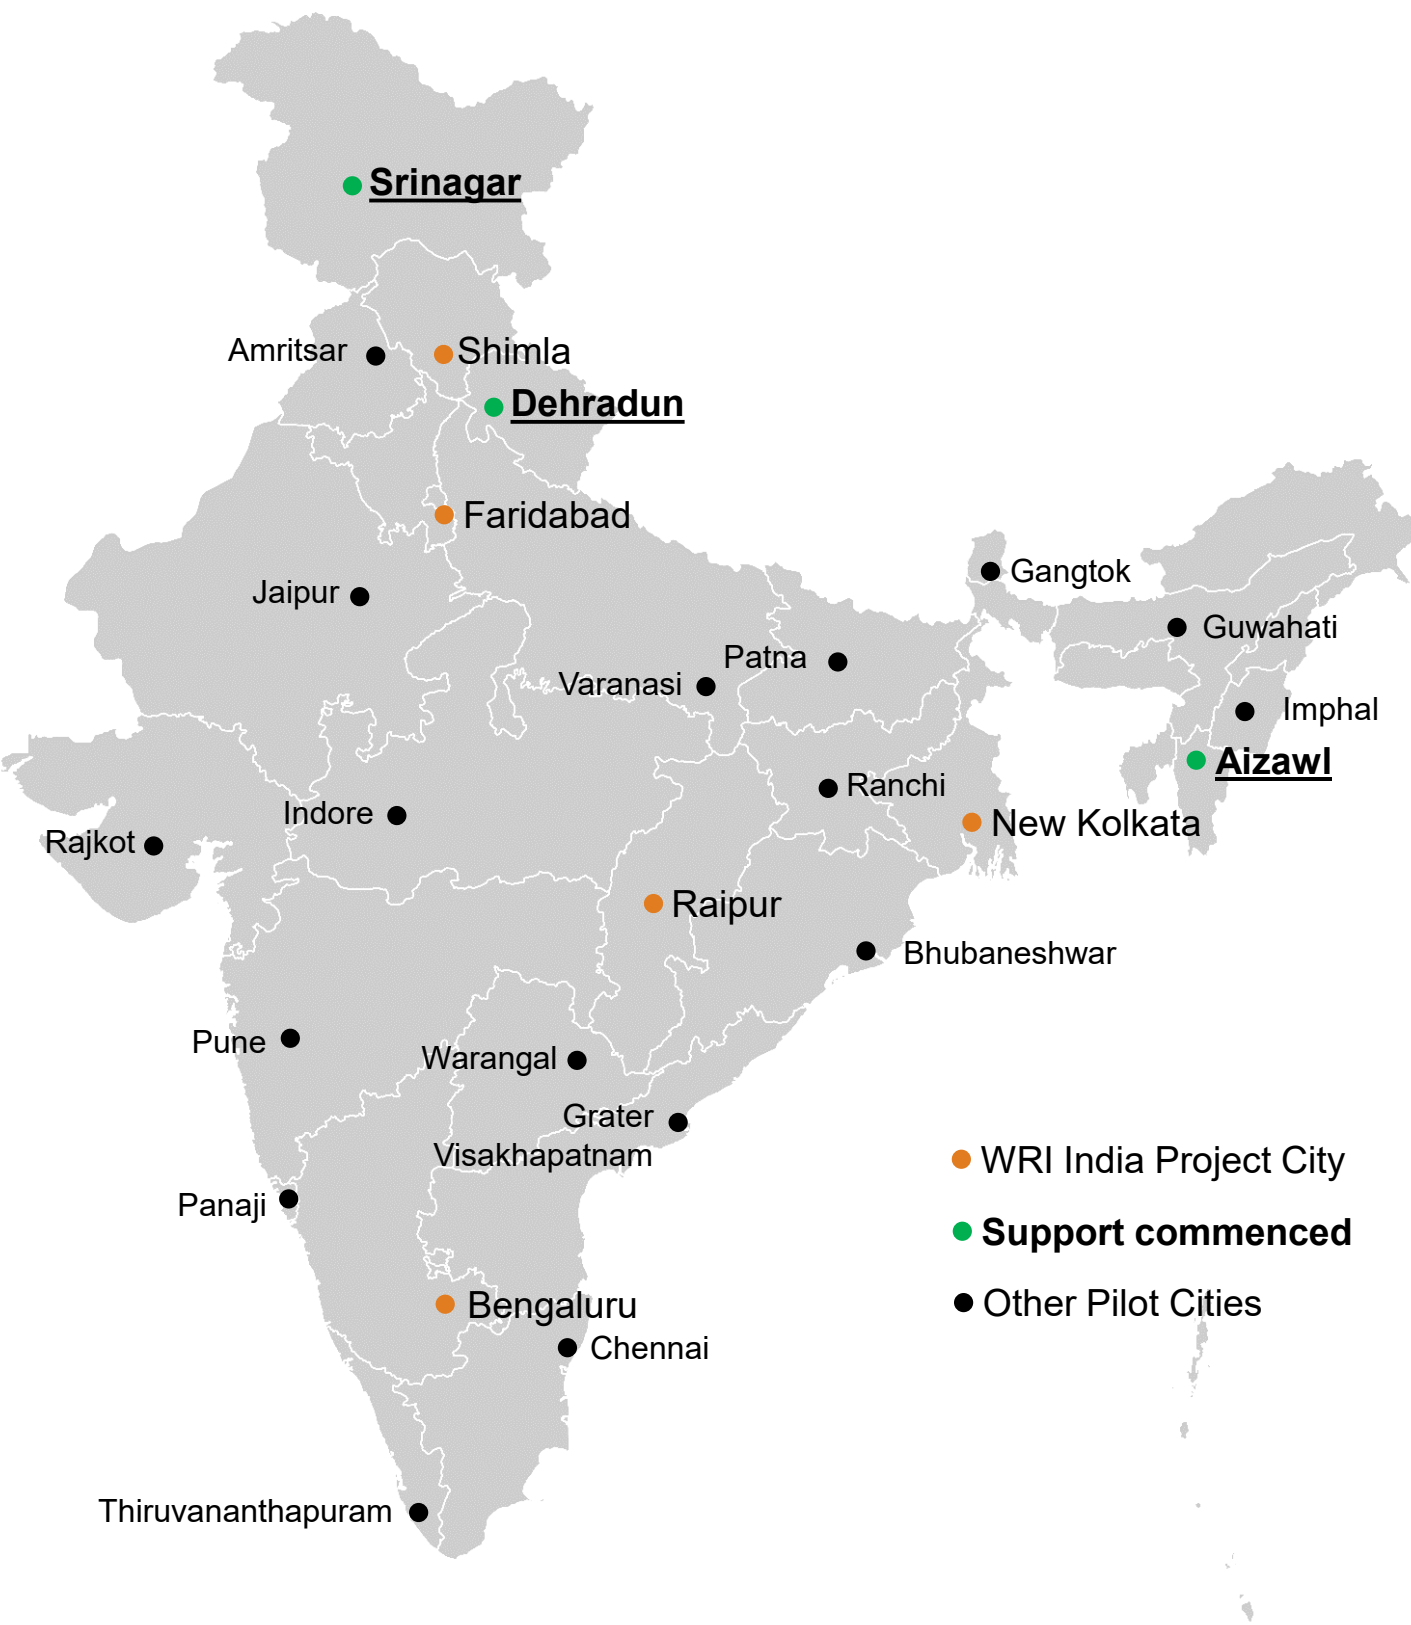 Srinagar
Amritsar
Shimla
Dehradun
Faridabad
Gangtok
Jaipur
Guwahati
Patna
Varanasi
Imphal
Aizawl
Ranchi
Indore
New Kolkata
Rajkot
Raipur
Bhubaneshwar
Pune
Warangal
Grater
Visakhapatnam
WRI India Project City
Panaji
Support commenced
Bengaluru
Other Pilot Cities
Chennai
Thiruvananthapuram